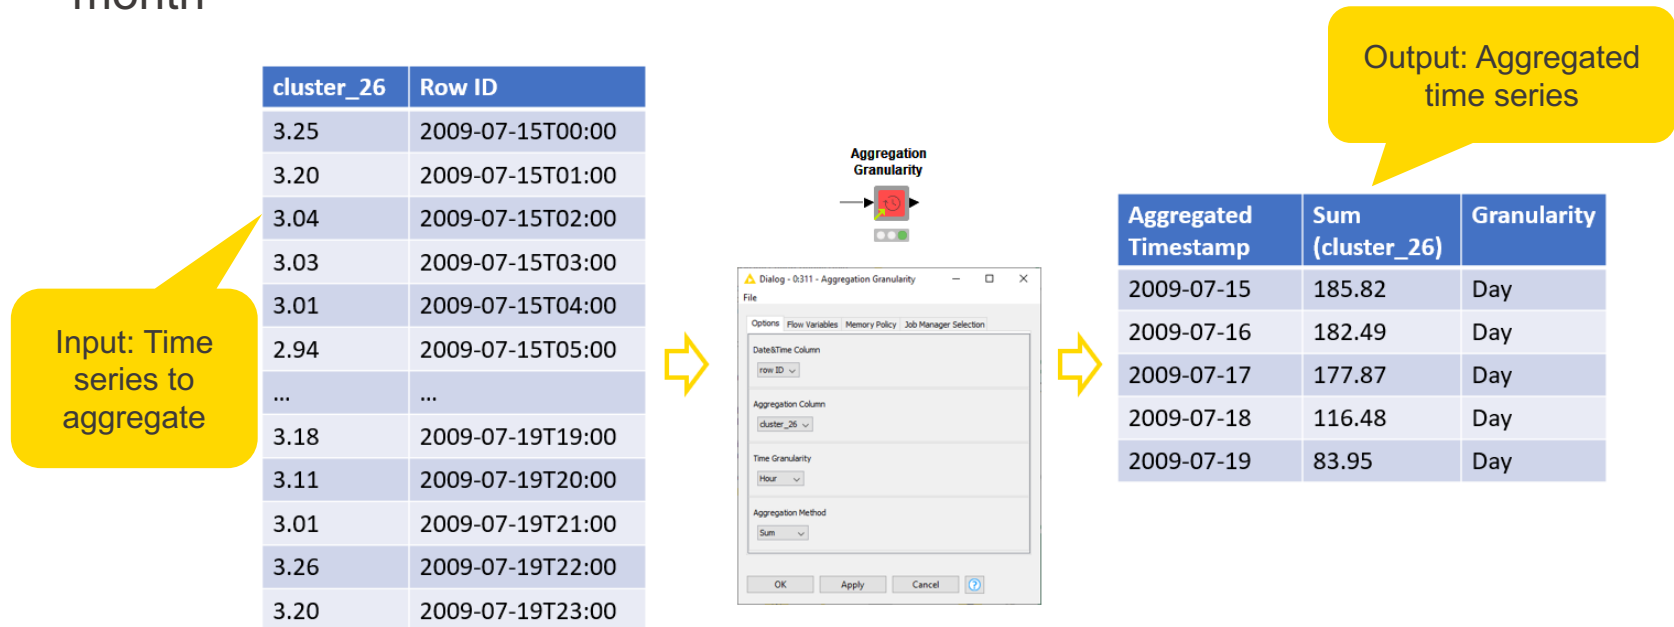 month
Output: Aggregated
time series
cluster_26 Row ID
3.25 2009-07-15T00:00
3.20 2009-07-15T01:00
3.04 2009-07-15T02:00
3.03 2009-07-15T03:00
3.01 2009-07-15T04:00
2.94 2009-07-15T05:00
... ...
3.18 2009-07-19T19:00
3.11 2009-07-19T20:00
3.01 2009-07-19T21:00
3.26 2009-07-19T22:00
3.20 2009-07-19T23:00
Input: Time
series to
aggregate
Aggregation
Granularity
Dialog - 0:311 - Aggregation Granularity
File
Options Flow Variables Memory Policy Job Manager Selection
Date&Time Column
row ID
Aggregation Column
cluster_26
Time Granularity
Hour
Aggregation Method
Sum
OK Apply Cancel ?
Aggregated Sum Granularity
Timestamp (cluster_26)
2009-07-15 185.82 Day
2009-07-16 182.49 Day
2009-07-17 177.87 Day
2009-07-18 116.48 Day
2009-07-19 83.95 Day